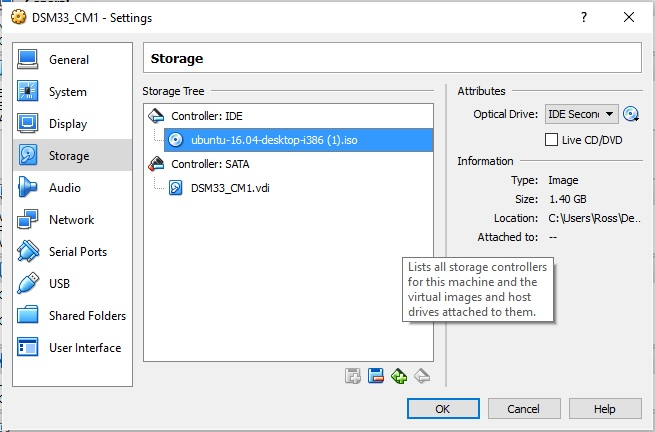 DSM33_CM1 - Settings
?
General
System
Display
Storage
Audio
Network
Serial Ports
USB
Shared Folders
User Interface
Storage
Storage Tree
Controller: IDE
ubuntu-16.04-desktop-i386 (1).iso
Controller: SATA
DSM33_CM1.vdi
Attributes
Optical Drive: IDE Secon
Live CD/DVD
Information
Type: Image
Size: 1.40 GB
Location: C:\Users\Ross/De...
Attached to: --
Lists all storage controllers
for this machine and the
virtual images and host
drives attached to them.
OK
Cancel
Help